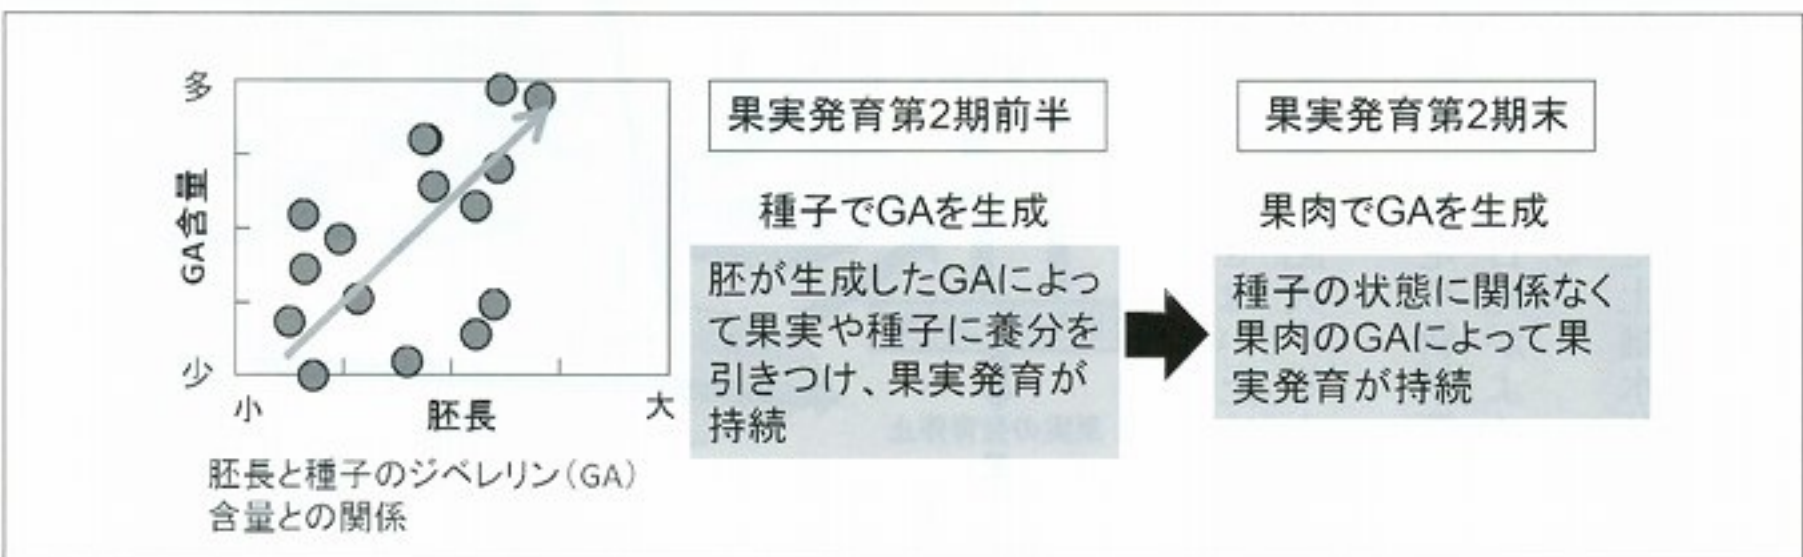 多
GA含量
少
小
胚長
大
胚長と種子のジベレリン(GA)
含量との関係
果実発育第2期前半
種子でGAを生成
胚が生成したGAによっ
て果実や種子に養分を
引きつけ、果実発育が
持続
果実発育第2期末
果肉でGAを生成
種子の状態に関係なく
果肉のGAによって果
実発育が持続